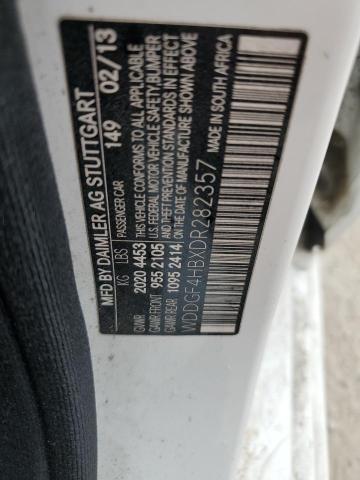 MFD BY DAIMLER AG STUTTGART
149 02/13
PASSENGER CAR
KG LBS
GVWR 2020 4453
GAWR FRONT 955 2105
GAWR REAR 1095 2414
THIS VEHICLE CONFORMS TO ALL APPLICABLE
U.S. FEDERAL MOTOR VEHICLE SAFETY, BUMPER
AND THEFT PREVENTION STANDARDS IN EFFECT
ON THE DATE OF MANUFACTURE SHOWN ABOVE
MADE IN SOUTH AFRICA
WDDGF4HBXDR282357